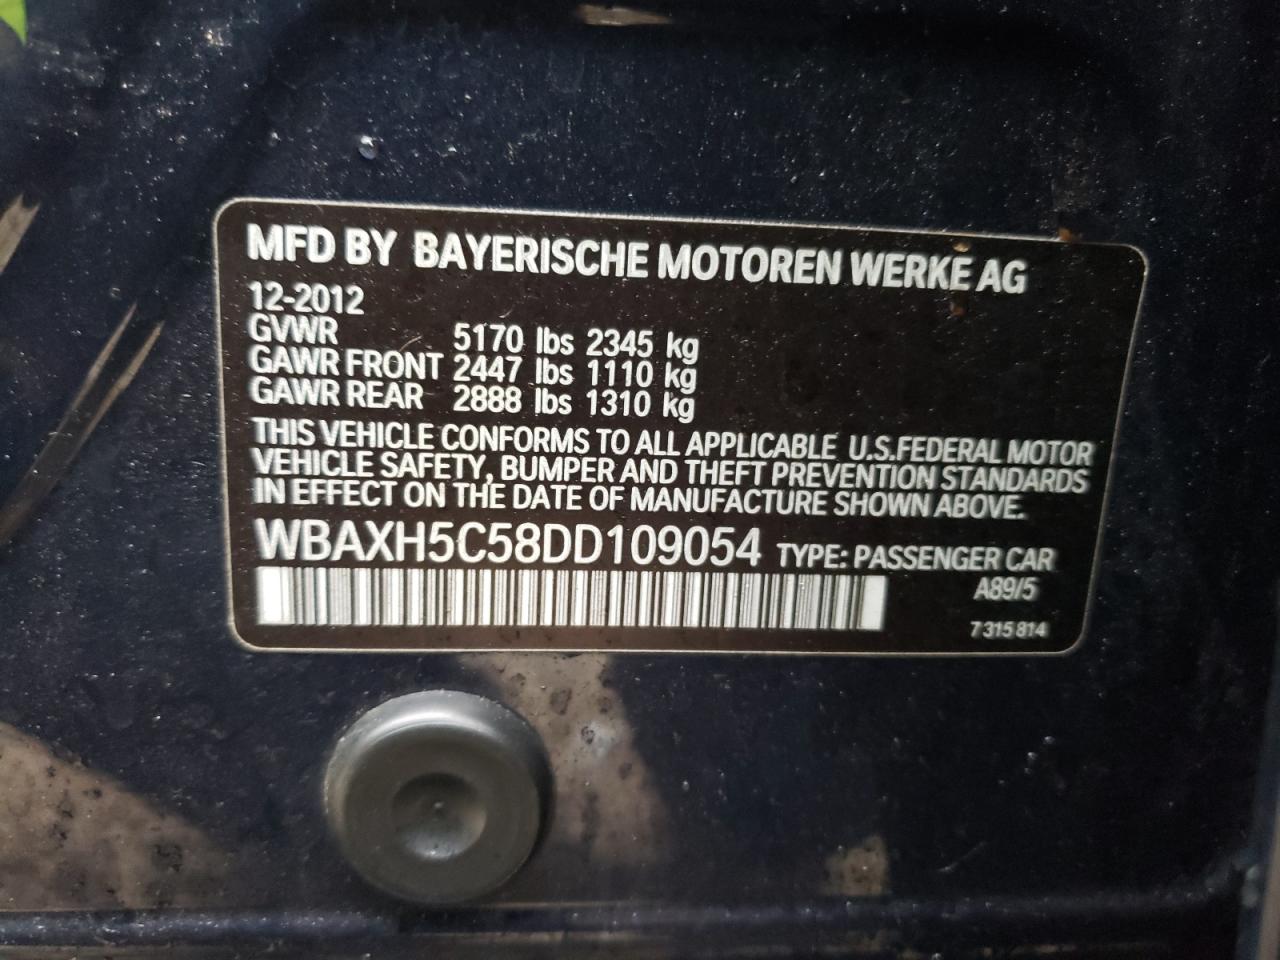 MFD BY BAYERISCHE MOTOREN WERKE AG
12-2012
GVWR 5170 lbs 2345 kg
GAWR FRONT 2447 lbs 1110 kg
GAWR REAR 2888 lbs 1310 kg
THIS VEHICLE CONFORMS TO ALL APPLICABLE U.S.FEDERAL MOTOR
VEHICLE SAFETY, BUMPER AND THEFT PREVENTION STANDARDS
IN EFFECT ON THE DATE OF MANUFACTURE SHOWN ABOVE.
WBAXH5C58DD109054 TYPE: PASSENGER CAR
A89/5
7 315 814